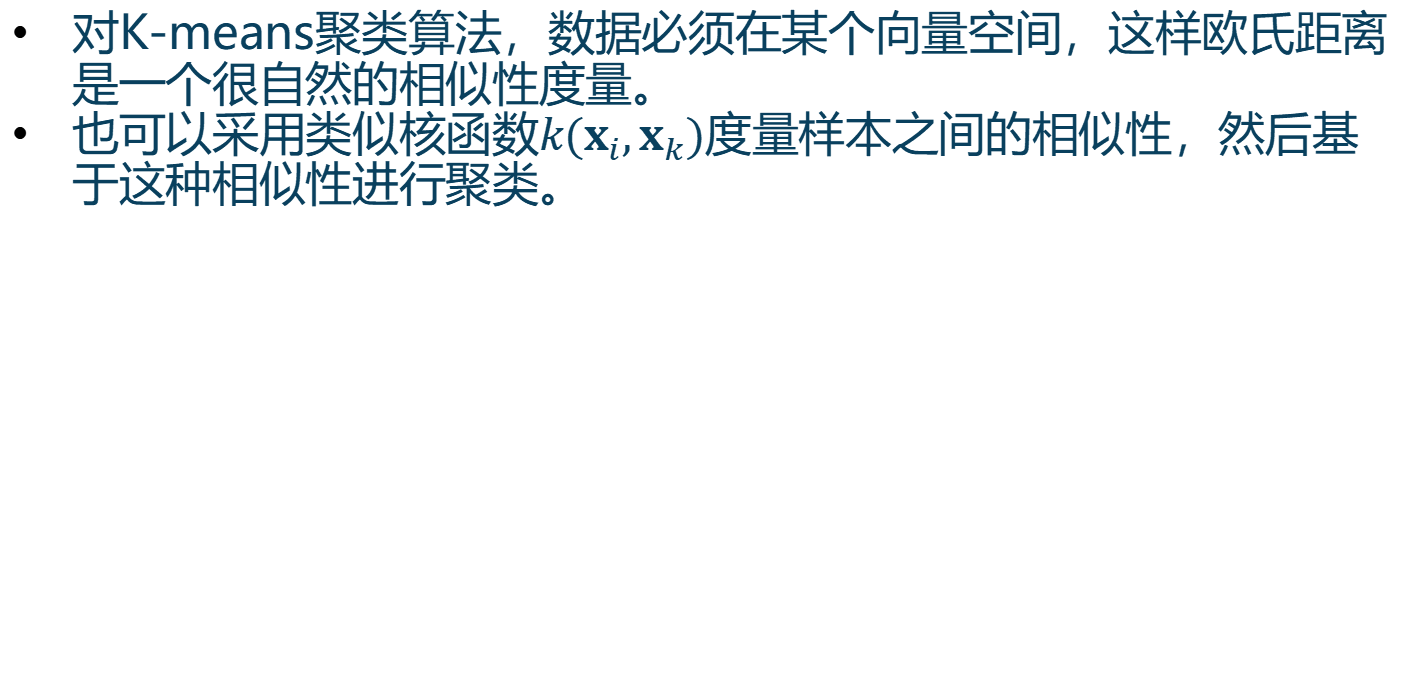 • 对K-means聚类算法，数据必须在某个向量空间，这样欧氏距离
是一个很自然的相似性度量。
• 也可以采用类似核函数𝑘(𝐱ᵢ,𝐱ₖ)度量样本之间的相似性，然后基
于这种相似性进行聚类。